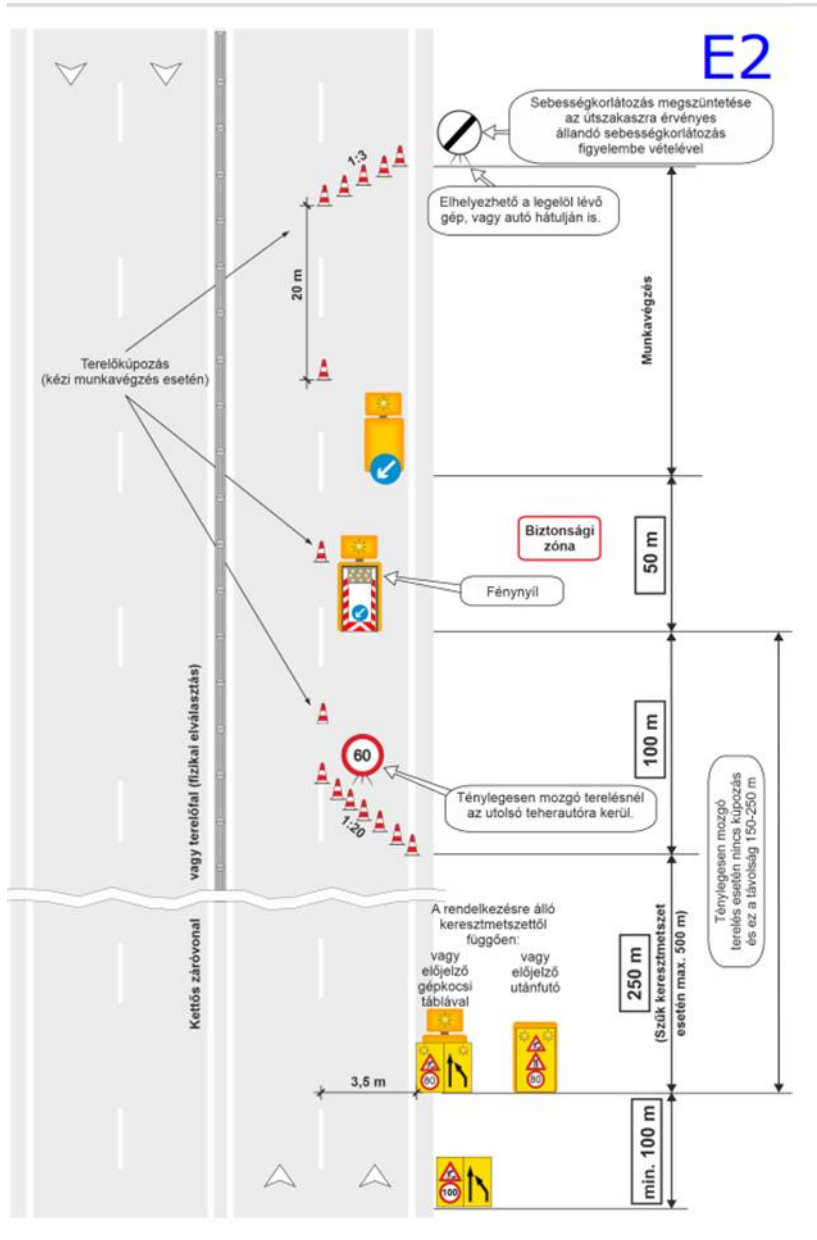 E2
Sebességkorlátozás megszüntetése
az útszakaszra érvényes
állandó sebességkorlátozás
figyelembe vételével
1:3
Elhelyezhető a legelöl lévő
gép, vagy autó hátulján is.
20 m
Munkavégzés
Terelőkúpozás
(kézi munkavégzés esetén)
Biztonsági
zóna
50 m
Fénynyíl
100 m
60
Ténylegesen mozgó terelésnél
az utolsó teherautóra kerül.
1:20
Ténylegesen mozgó
terelés esetén nincs kúpozás
és ez a távolság 150-250 m
Kettős záróvonal
vagy terelőfal (fizikai elválasztás)
A rendelkezésre álló
keresztmetszettől
függően:
vagy
előjelző
gépkocsi
táblával
vagy
előjelző
utánfutó
250 m
(Szűk keresztmetszet
esetén max. 500 m)
80
80
3,5 m
min. 100 m
100